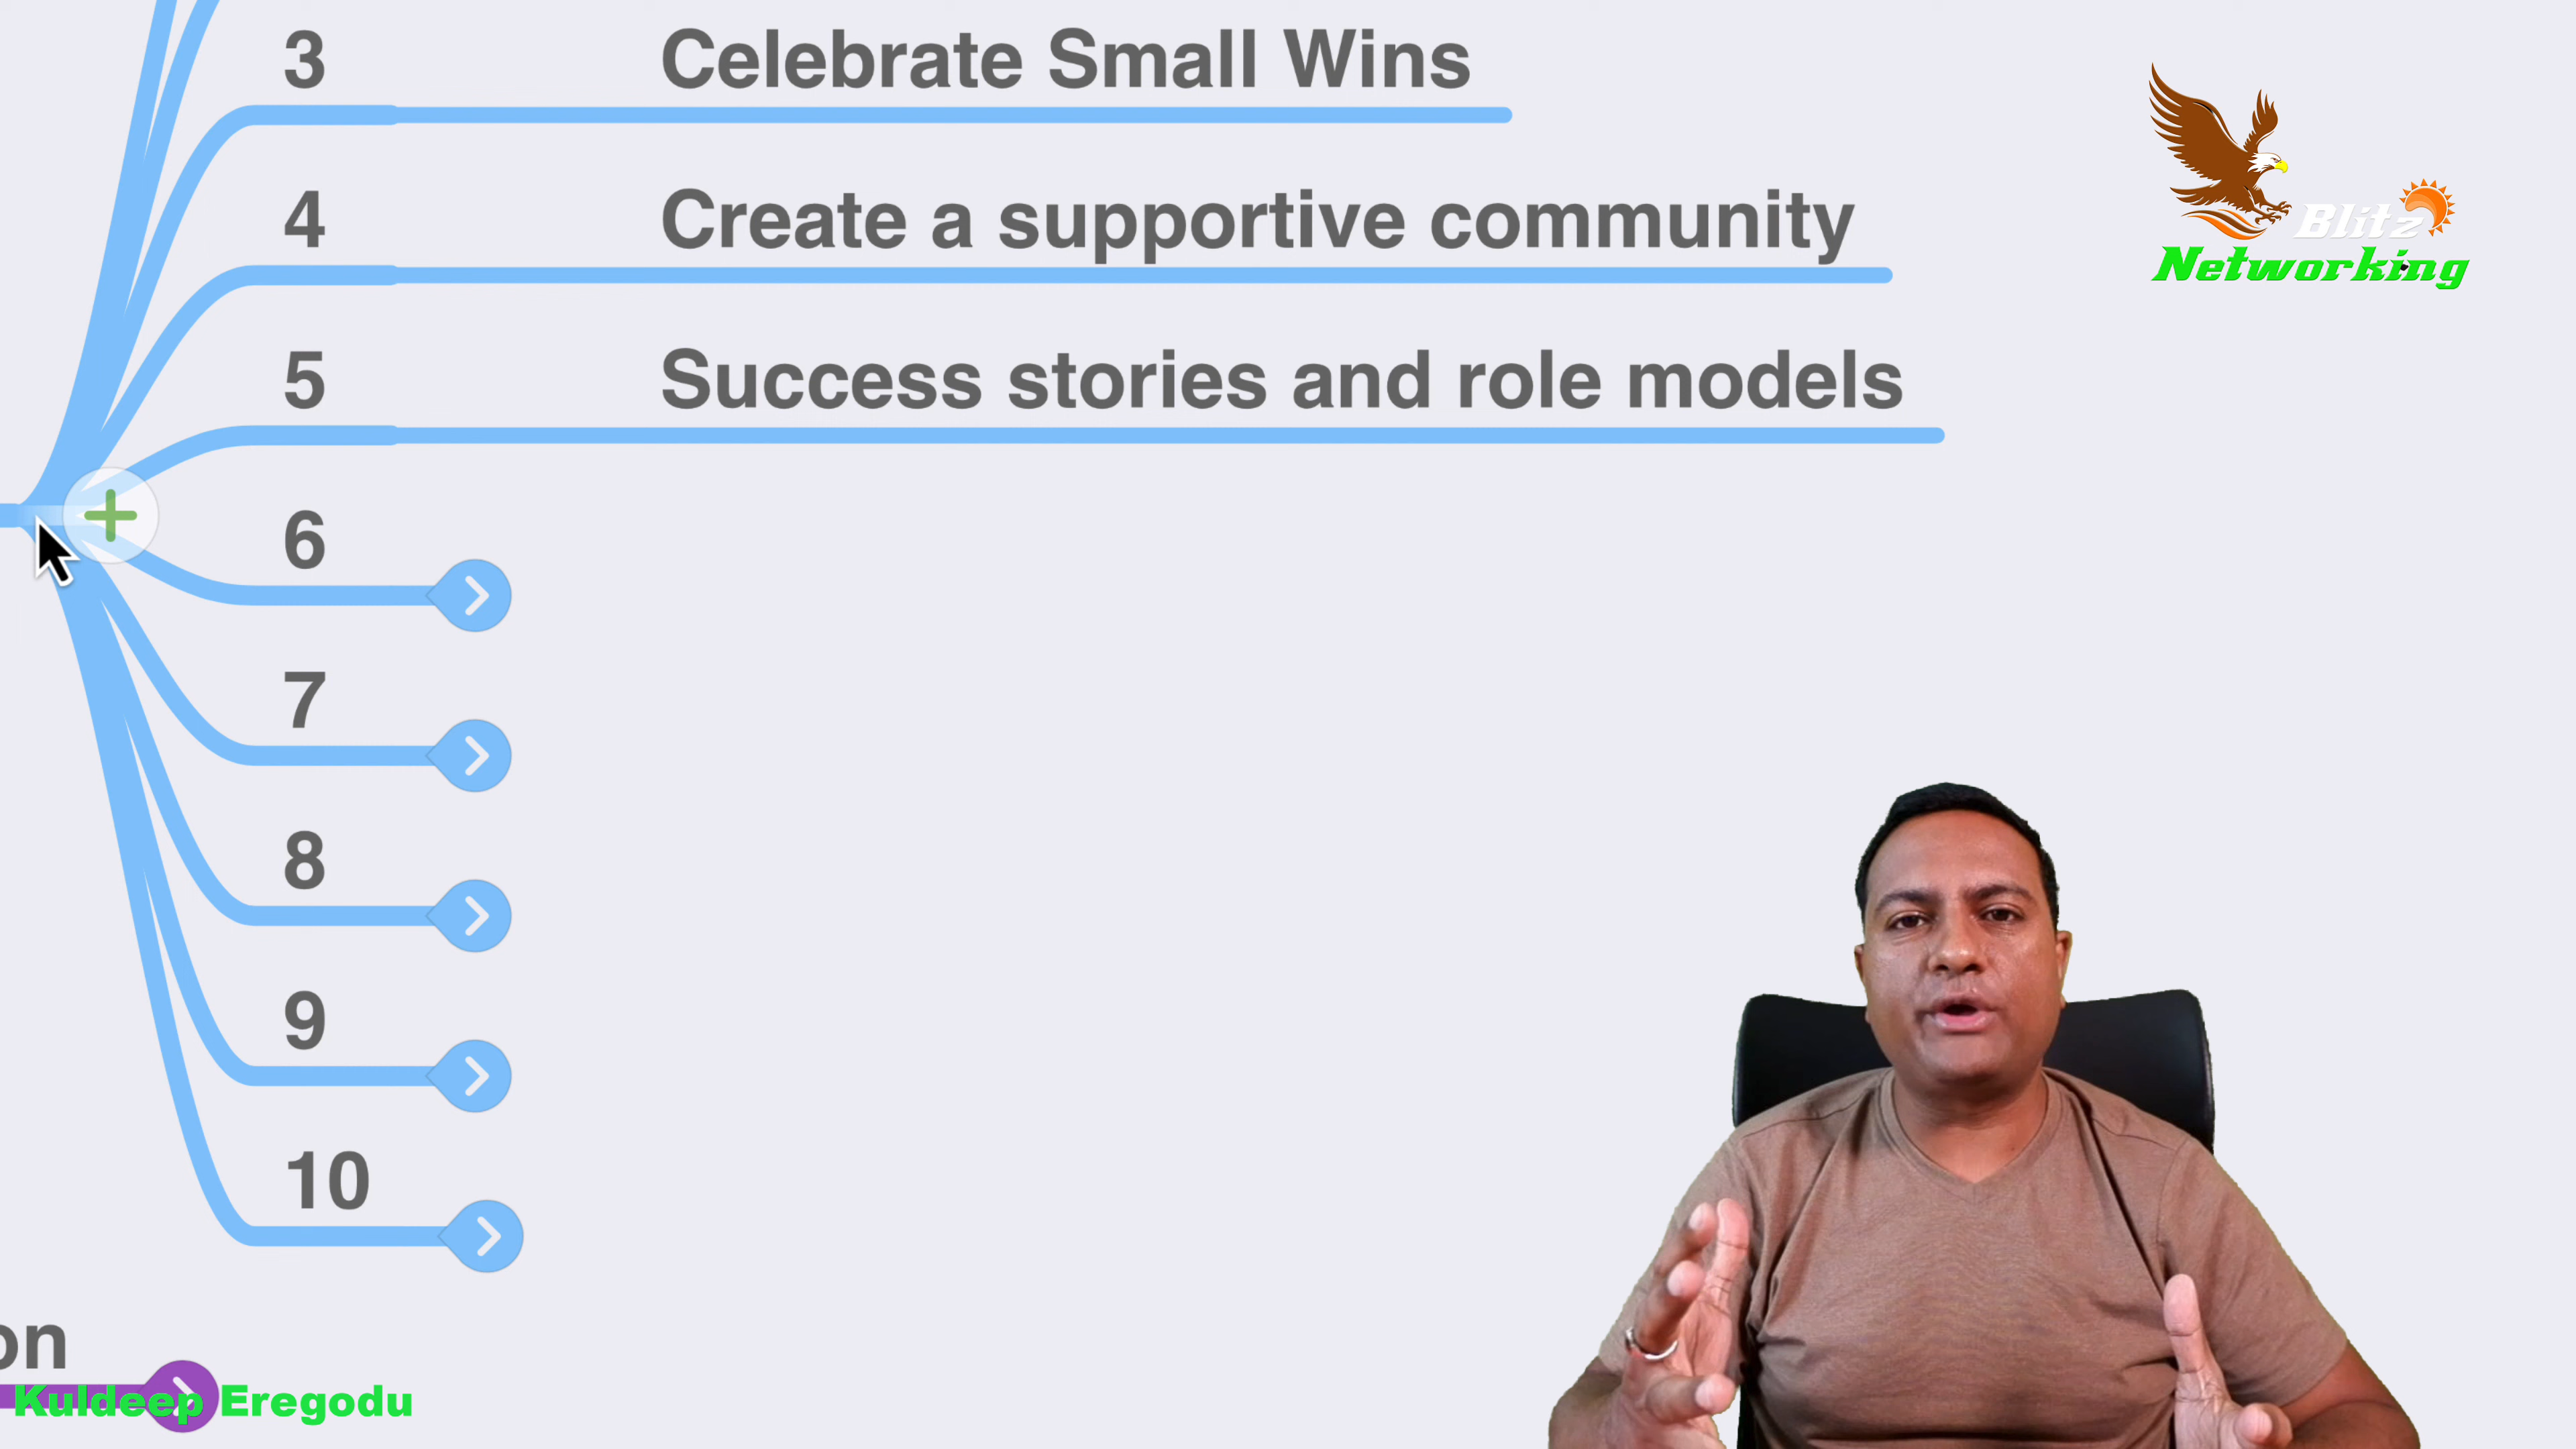 3 Celebrate Small Wins
4 Create a supportive community
5 Success stories and role models
6
7
8
9
10
on
Kuldeep Eregodu
Blitz
Networking